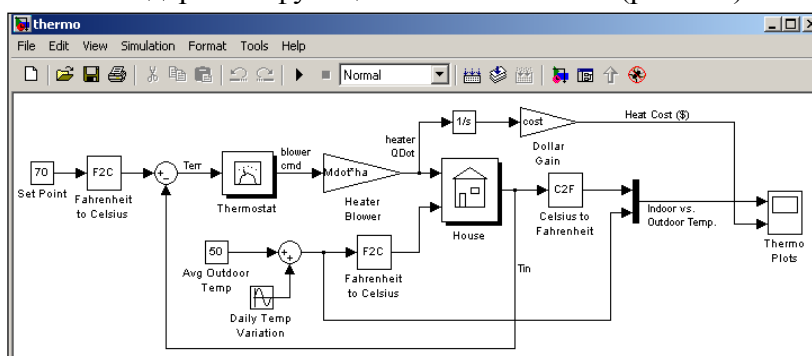 thermo
File Edit View Simulation Format Tools Help
Normal
Heat Cost ($)
heater
QDot
1/s
cost
Dollar
Gain
blower
cmd
70
F2C
Terr
Mdot*ha
C2F
Set Point
Fahrenheit
to Celsius
Thermostat
Heater
Blower
House
Celsius to
Fahrenheit
Indoor vs.
Outdoor Temp.
Thermo
Plots
50
F2C
Avg Outdoor
Temp
Fahrenheit
to Celsius
Tin
Daily Temp
Variation